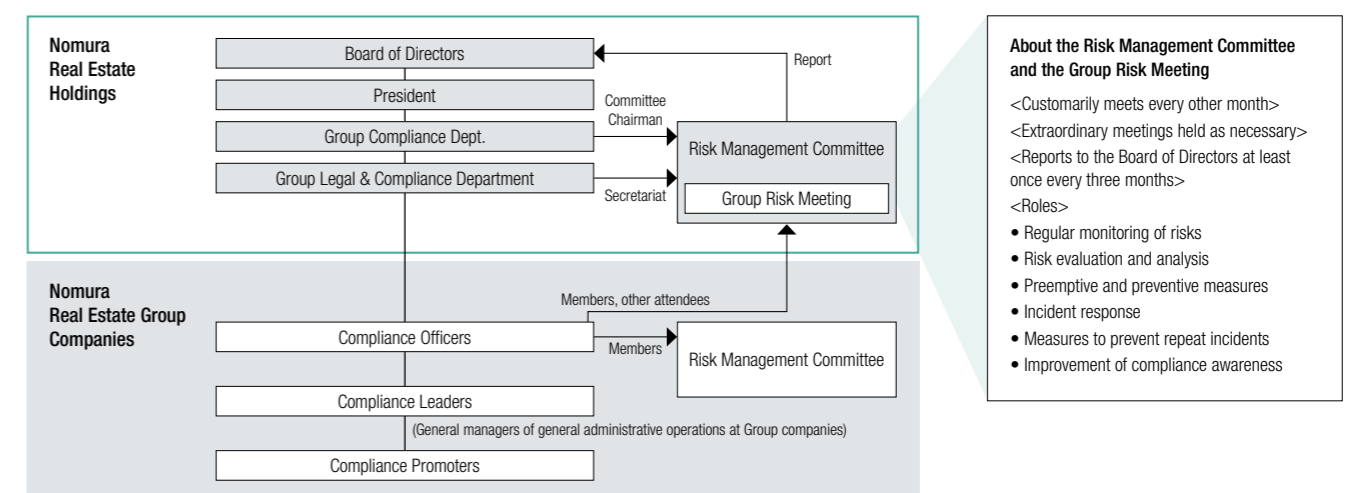 Nomura
Real Estate
Holdings
Board of Directors
President
Group Compliance Dept.
Group Legal & Compliance Department
Committee
Chairman
Secretariat
Report
Risk Management Committee
Group Risk Meeting
Nomura
Real Estate Group
Companies
Members, other attendees
Compliance Officers
Members
Risk Management Committee
Compliance Leaders
(General managers of general administrative operations at Group companies)
Compliance Promoters
About the Risk Management Committee
and the Group Risk Meeting
<Customarily meets every other month>
<Extraordinary meetings held as necessary>
<Reports to the Board of Directors at least
once every three months>
<Roles>
• Regular monitoring of risks
• Risk evaluation and analysis
• Preemptive and preventive measures
• Incident response
• Measures to prevent repeat incidents
• Improvement of compliance awareness